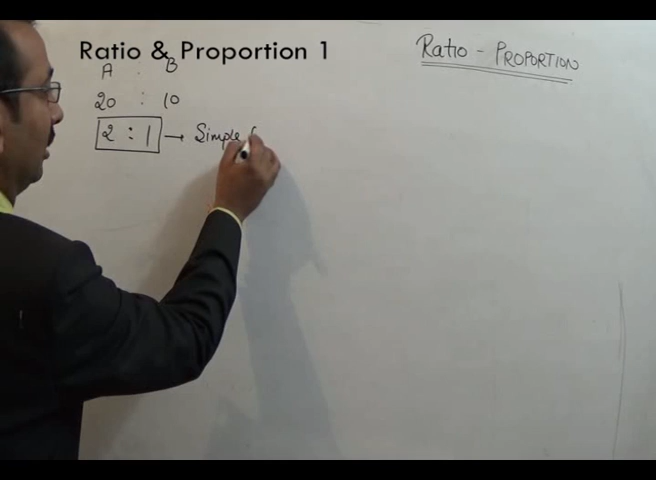 Ratio & Proportion 1
Ratio - PROPORTION
A : B
20 : 10
2 : 1 → Simple